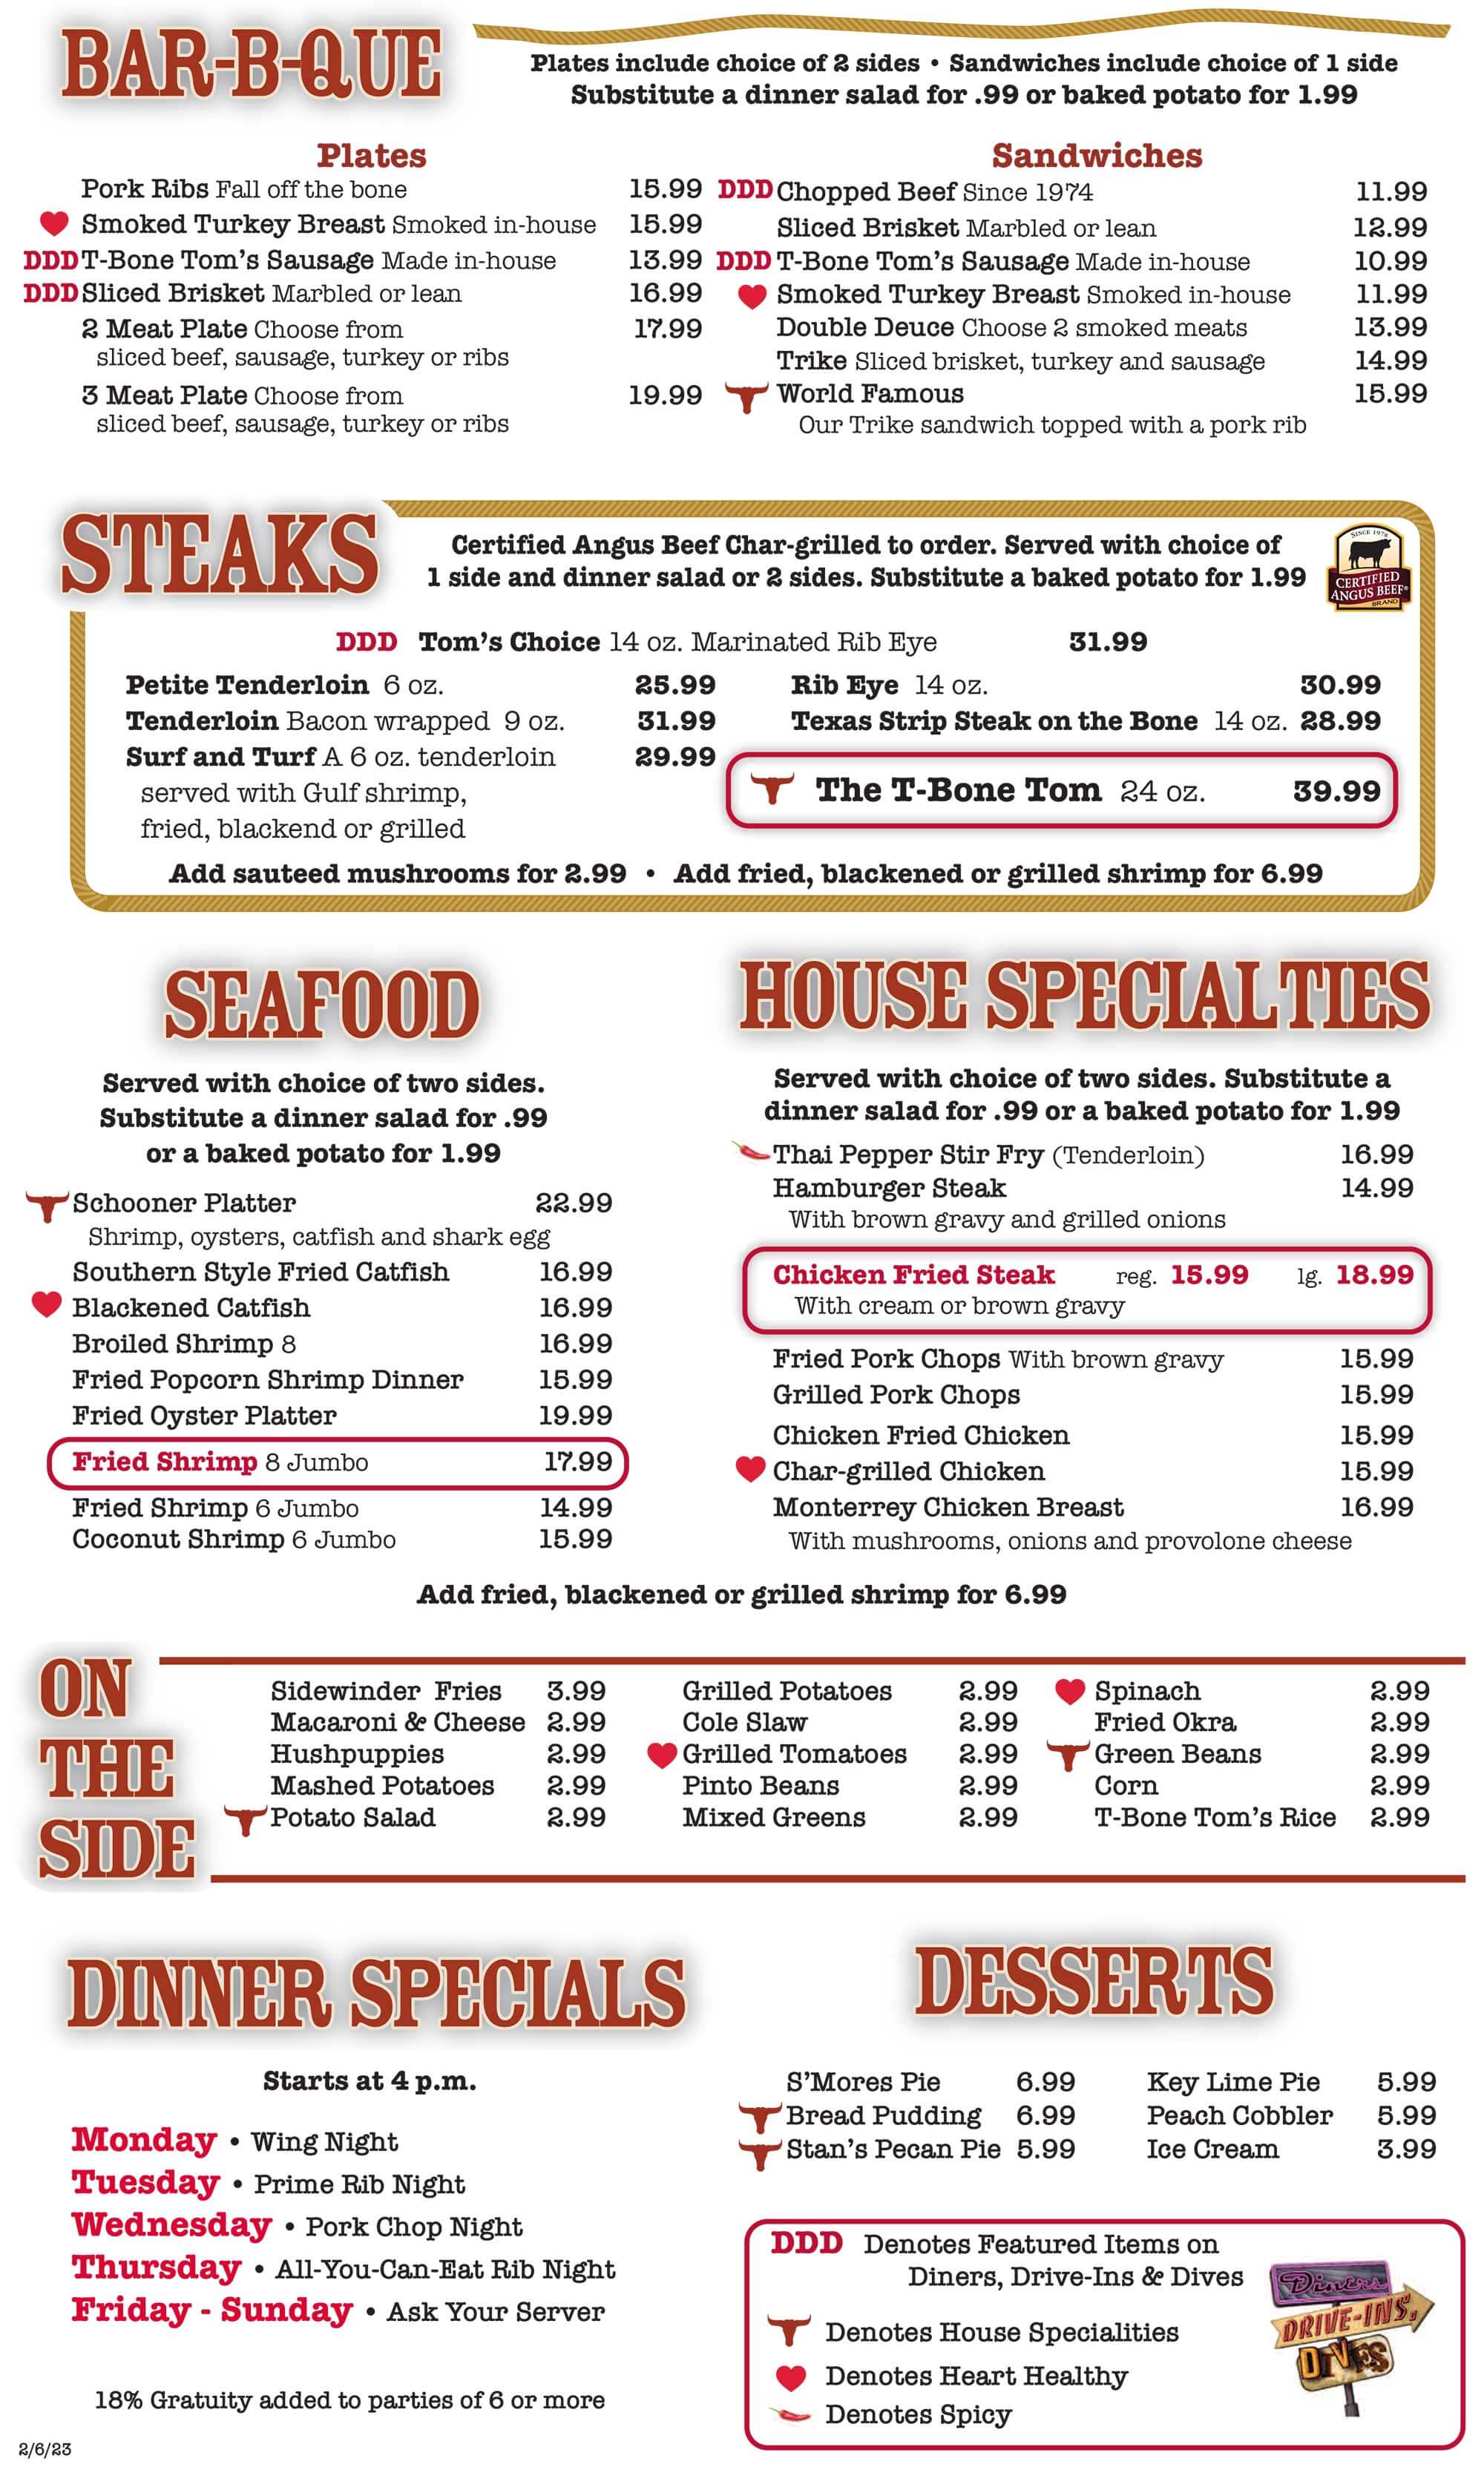 BAR-B-QUE
Plates include choice of 2 sides • Sandwiches include choice of 1 side
Substitute a dinner salad for .99 or baked potato for 1.99
Plates
Pork Ribs Fall off the bone 15.99
Smoked Turkey Breast Smoked in-house 15.99
DDD T-Bone Tom's Sausage Made in-house 13.99
DDD Sliced Brisket Marbled or lean 16.99
2 Meat Plate Choose from 17.99
sliced beef, sausage, turkey or ribs
3 Meat Plate Choose from 19.99
sliced beef, sausage, turkey or ribs
Sandwiches
DDD Chopped Beef Since 1974 11.99
Sliced Brisket Marbled or lean 12.99
DDD T-Bone Tom's Sausage Made in-house 10.99
Smoked Turkey Breast Smoked in-house 11.99
Double Deuce Choose 2 smoked meats 13.99
Trike Sliced brisket, turkey and sausage 14.99
World Famous 15.99
Our Trike sandwich topped with a pork rib
STEAKS
Certified Angus Beef Char-grilled to order. Served with choice of
1 side and dinner salad or 2 sides. Substitute a baked potato for 1.99
SINCE 1978
CERTIFIED
ANGUS BEEF®
BRAND
DDD Tom's Choice 14 oz. Marinated Rib Eye 31.99
Petite Tenderloin 6 oz. 25.99
Tenderloin Bacon wrapped 9 oz. 31.99
Surf and Turf A 6 oz. tenderloin 29.99
served with Gulf shrimp,
fried, blackend or grilled
Rib Eye 14 oz. 30.99
Texas Strip Steak on the Bone 14 oz. 28.99
The T-Bone Tom 24 oz. 39.99
Add sauteed mushrooms for 2.99 • Add fried, blackened or grilled shrimp for 6.99
SEAFOOD
Served with choice of two sides.
Substitute a dinner salad for .99
or a baked potato for 1.99
Schooner Platter 22.99
Shrimp, oysters, catfish and shark egg
Southern Style Fried Catfish 16.99
Blackened Catfish 16.99
Broiled Shrimp 8 16.99
Fried Popcorn Shrimp Dinner 15.99
Fried Oyster Platter 19.99
Fried Shrimp 8 Jumbo 17.99
Fried Shrimp 6 Jumbo 14.99
Coconut Shrimp 6 Jumbo 15.99
HOUSE SPECIALTIES
Served with choice of two sides. Substitute a
dinner salad for .99 or a baked potato for 1.99
Thai Pepper Stir Fry (Tenderloin) 16.99
Hamburger Steak 14.99
With brown gravy and grilled onions
Chicken Fried Steak reg. 15.99 lg. 18.99
With cream or brown gravy
Fried Pork Chops With brown gravy 15.99
Grilled Pork Chops 15.99
Chicken Fried Chicken 15.99
Char-grilled Chicken 15.99
Monterrey Chicken Breast 16.99
With mushrooms, onions and provolone cheese
Add fried, blackened or grilled shrimp for 6.99
ON
THE
SIDE
Sidewinder Fries 3.99
Macaroni & Cheese 2.99
Hushpuppies 2.99
Mashed Potatoes 2.99
Potato Salad 2.99
Grilled Potatoes 2.99
Cole Slaw 2.99
Grilled Tomatoes 2.99
Pinto Beans 2.99
Mixed Greens 2.99
Spinach 2.99
Fried Okra 2.99
Green Beans 2.99
Corn 2.99
T-Bone Tom's Rice 2.99
DINNER SPECIALS
Starts at 4 p.m.
Monday • Wing Night
Tuesday • Prime Rib Night
Wednesday • Pork Chop Night
Thursday • All-You-Can-Eat Rib Night
Friday - Sunday • Ask Your Server
18% Gratuity added to parties of 6 or more
2/6/23
DESSERTS
S'Mores Pie 6.99
Bread Pudding 6.99
Stan's Pecan Pie 5.99
Key Lime Pie 5.99
Peach Cobbler 5.99
Ice Cream 3.99
DDD Denotes Featured Items on
Diners, Drive-Ins & Dives
Denotes House Specialities
Denotes Heart Healthy
Denotes Spicy
Diners
DRIVE-INS,
DIVES